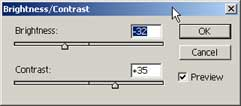 Brightness/Contrast
Brightness: -32
OK
Cancel
Contrast: +35
Preview